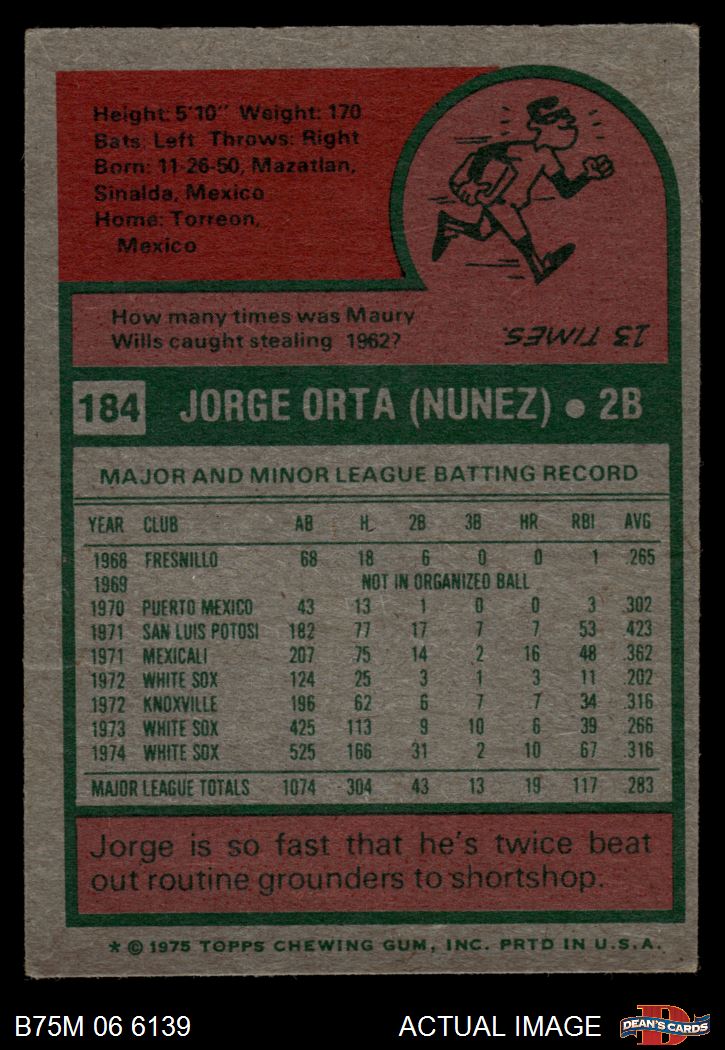 Height: 5'10" Weight: 170
Bats: Left Throws: Right
Born: 11-26-50, Mazatlan,
Sinalda, Mexico
Home: Torreon,
Mexico
How many times was Maury
Wills caught stealing 1962?
13 TIMES.
184 JORGE ORTA (NUNEZ) ● 2B
MAJOR AND MINOR LEAGUE BATTING RECORD
YEAR CLUB AB H 2B 3B HR RBI AVG
1968 FRESNILLO 68 18 6 0 0 1 .265
1969 NOT IN ORGANIZED BALL
1970 PUERTO MEXICO 43 13 1 0 0 3 .302
1971 SAN LUIS POTOSI 182 77 17 7 7 53 .423
1971 MEXICALI 207 75 14 2 16 48 .362
1972 WHITE SOX 124 25 3 1 3 11 .202
1972 KNOXVILLE 196 62 6 7 7 34 .316
1973 WHITE SOX 425 113 9 10 6 39 .266
1974 WHITE SOX 525 166 31 2 10 67 .316
MAJOR LEAGUE TOTALS 1074 304 43 13 19 117 .283
Jorge is so fast that he's twice beat
out routine grounders to shortshop.
* © 1975 TOPPS CHEWING GUM, INC. PRTD IN U.S.A.
B75M 06 6139 ACTUAL IMAGE DEAN'S CARDS